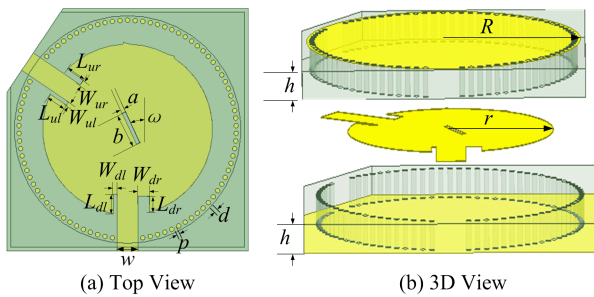 L_ur
W_ur
L_ul
W_ul
a
b
ω
W_dl
W_dr
L_dl
L_dr
d
p
w
(a) Top View
R
h
r
h
(b) 3D View